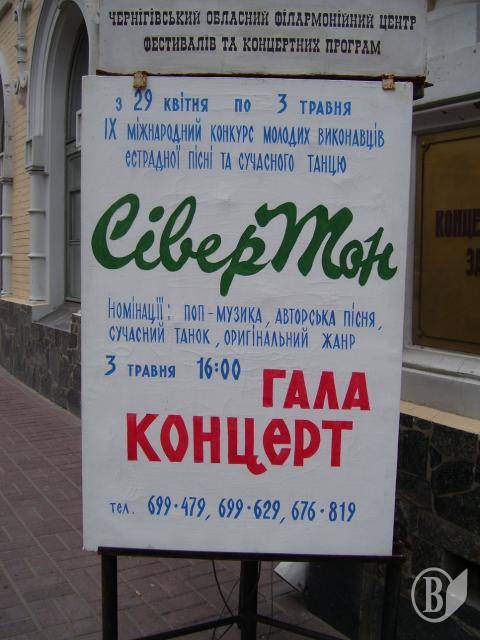 ЧЕРНІГІВСЬКИЙ ОБЛАСНИЙ ФІЛАРМОНІЙНИЙ ЦЕНТР
ФЕСТИВАЛІВ ТА КОНЦЕРТНИХ ПРОГРАМ
з 29 квітня по 3 травня
IX міжнародний конкурс молодих виконавців
естрадної пісні та сучасного танцю
СіверТон
Номінації: поп-музика, авторська пісня,
сучасний танок, оригінальний жанр
3 травня 16:00
ГАЛА
КОНЦЕРТ
тел. 699-479, 699-629, 676-819
КОНЦЕ
ЗА
В